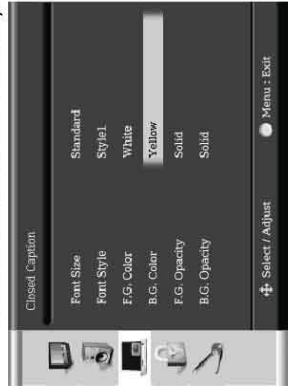 Closed Caption
Font Size Standard
Font Style Style1
F.G. Color White
B.G. Color Yellow
F.G. Opacity Solid
B.G. Opacity Solid
Select / Adjust Menu : Exit